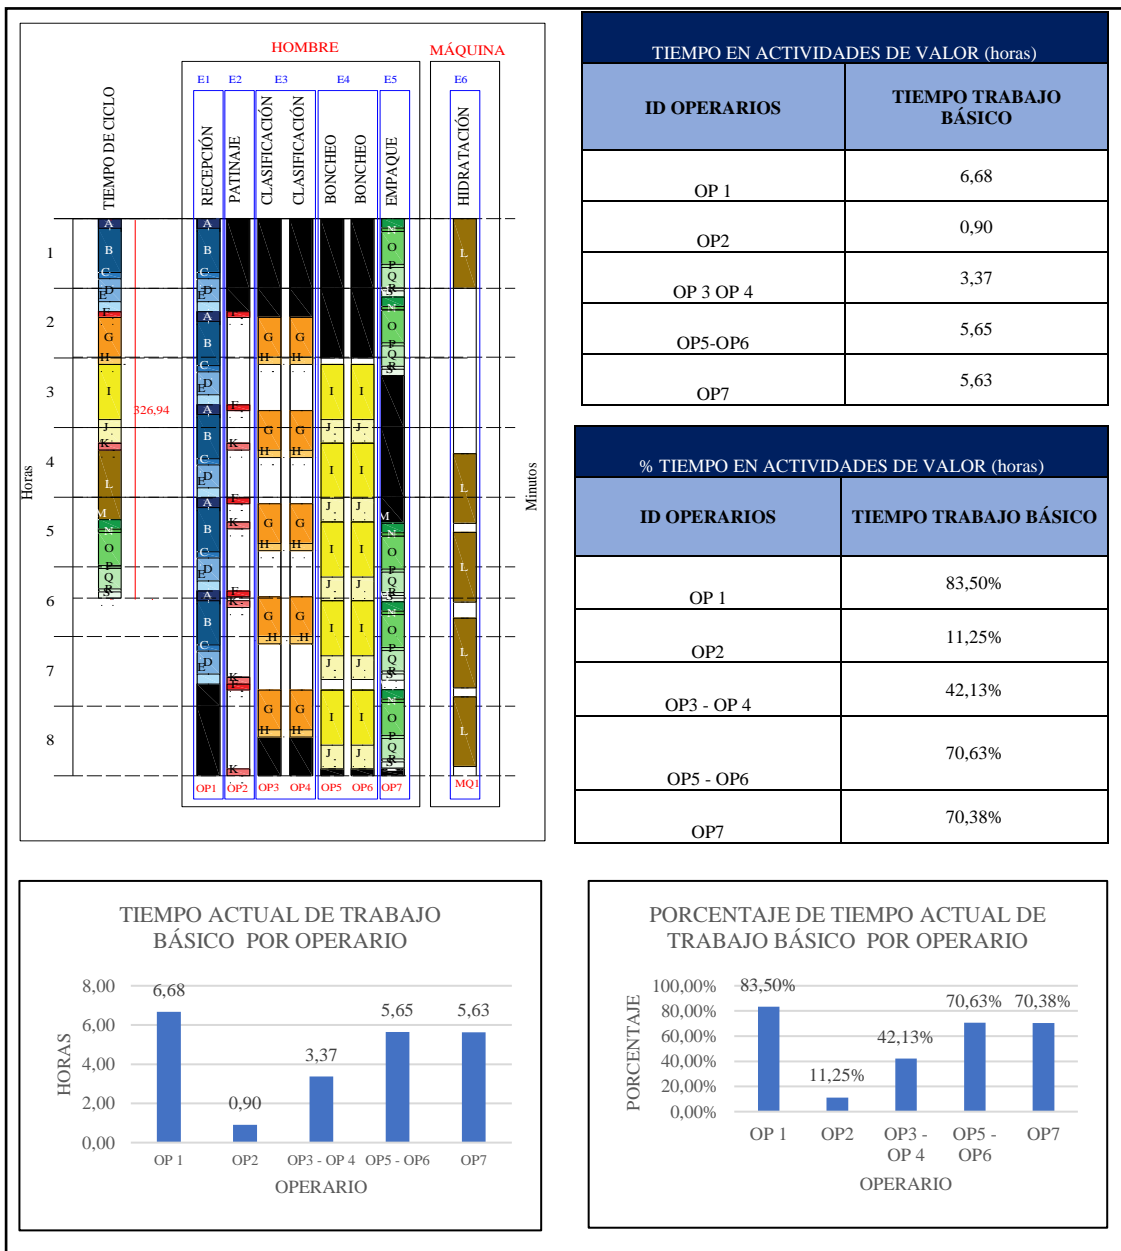 HOMBRE
MÁQUINA
E1 E2 E3 E4 E5 E6
TIEMPO DE CICLO
RECEPCIÓN
PATINAJE
CLASIFICACIÓN
CLASIFICACIÓN
BONCHEO
BONCHEO
EMPAQUE
HIDRATACIÓN
Horas
1
2
3
4
5
6
7
8
326,94
Minutos
A
B
C
D
E
F
G
H
I
J
K
L
M
N
O
P
Q
R
S
OP1 OP2 OP3 OP4 OP5 OP6 OP7 MQ1
TIEMPO EN ACTIVIDADES DE VALOR (horas)
ID OPERARIOS TIEMPO TRABAJO
BÁSICO
OP 1 6,68
OP2 0,90
OP 3 OP 4 3,37
OP5-OP6 5,65
OP7 5,63
% TIEMPO EN ACTIVIDADES DE VALOR (horas)
ID OPERARIOS TIEMPO TRABAJO BÁSICO
OP 1 83,50%
OP2 11,25%
OP3 - OP 4 42,13%
OP5 - OP6 70,63%
OP7 70,38%
TIEMPO ACTUAL DE TRABAJO
BÁSICO POR OPERARIO
HORAS
8,00
6,00
4,00
2,00
0,00
6,68
0,90
3,37
5,65
5,63
OP 1 OP2 OP3 - OP 4 OP5 - OP6 OP7
OPERARIO
PORCENTAJE DE TIEMPO ACTUAL DE
TRABAJO BÁSICO POR OPERARIO
PORCENTAJE
100,00%
80,00%
60,00%
40,00%
20,00%
0,00%
83,50%
11,25%
42,13%
70,63%
70,38%
OP 1 OP2 OP3 - OP5 - OP7
OP 4 OP6
OPERARIO